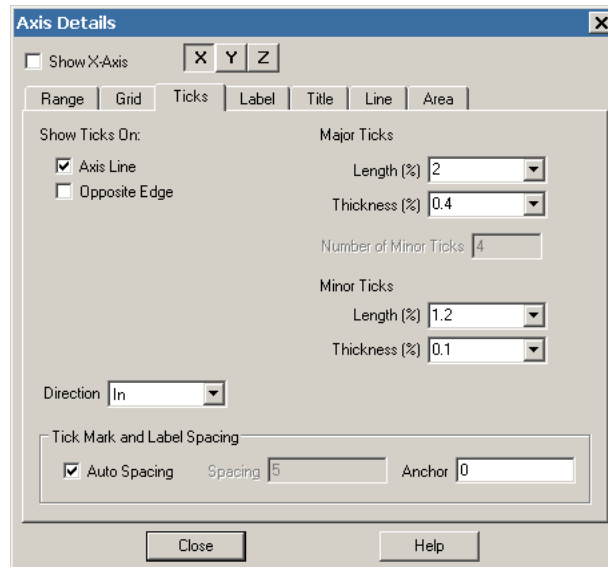 Axis Details
Show X-Axis X Y Z
Range Grid Ticks Label Title Line Area
Show Ticks On: Major Ticks
Axis Line Length (%) 2
Opposite Edge Thickness (%) 0.4
Number of Minor Ticks 4
Minor Ticks
Length (%) 1.2
Thickness (%) 0.1
Direction In
Tick Mark and Label Spacing
Auto Spacing Spacing 5 Anchor 0
Close Help